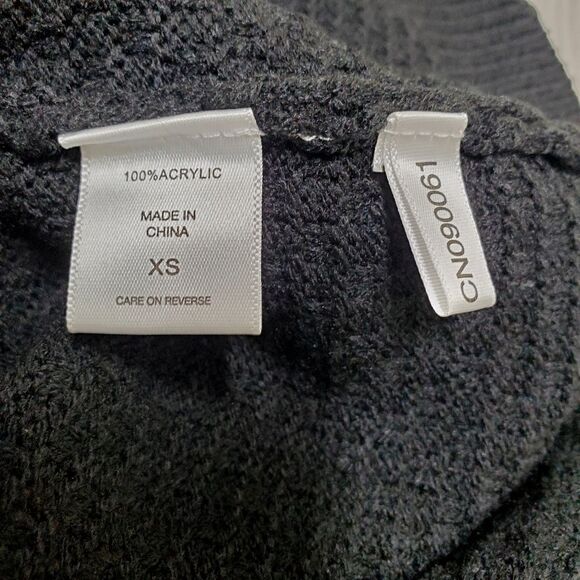 100%ACRYLIC
MADE IN
CHINA
XS
CARE ON REVERSE
CN090061